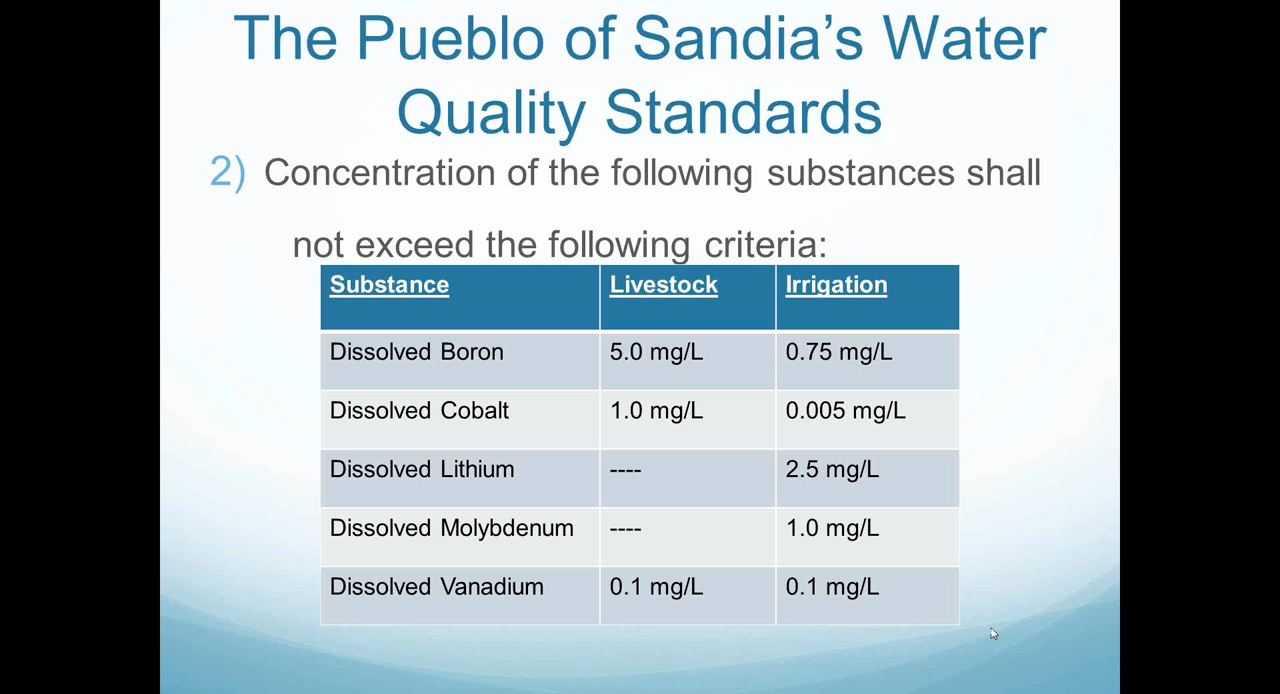 The Pueblo of Sandia’s Water
Quality Standards
2) Concentration of the following substances shall
not exceed the following criteria:
Substance Livestock Irrigation
Dissolved Boron 5.0 mg/L 0.75 mg/L
Dissolved Cobalt 1.0 mg/L 0.005 mg/L
Dissolved Lithium ---- 2.5 mg/L
Dissolved Molybdenum ---- 1.0 mg/L
Dissolved Vanadium 0.1 mg/L 0.1 mg/L